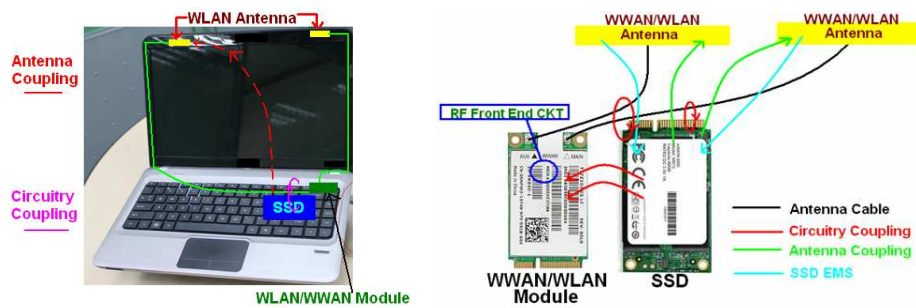 WLAN Antenna
Antenna
Coupling
Circuitry
Coupling
SSD
WLAN/WWAN Module
WWAN/WLAN
Antenna
WWAN/WLAN
Antenna
RF Front End CKT
AUX
WWAN
MAIN
WWAN/WLAN
Module
SSD
Antenna Cable
Circuitry Coupling
Antenna Coupling
SSD EMS